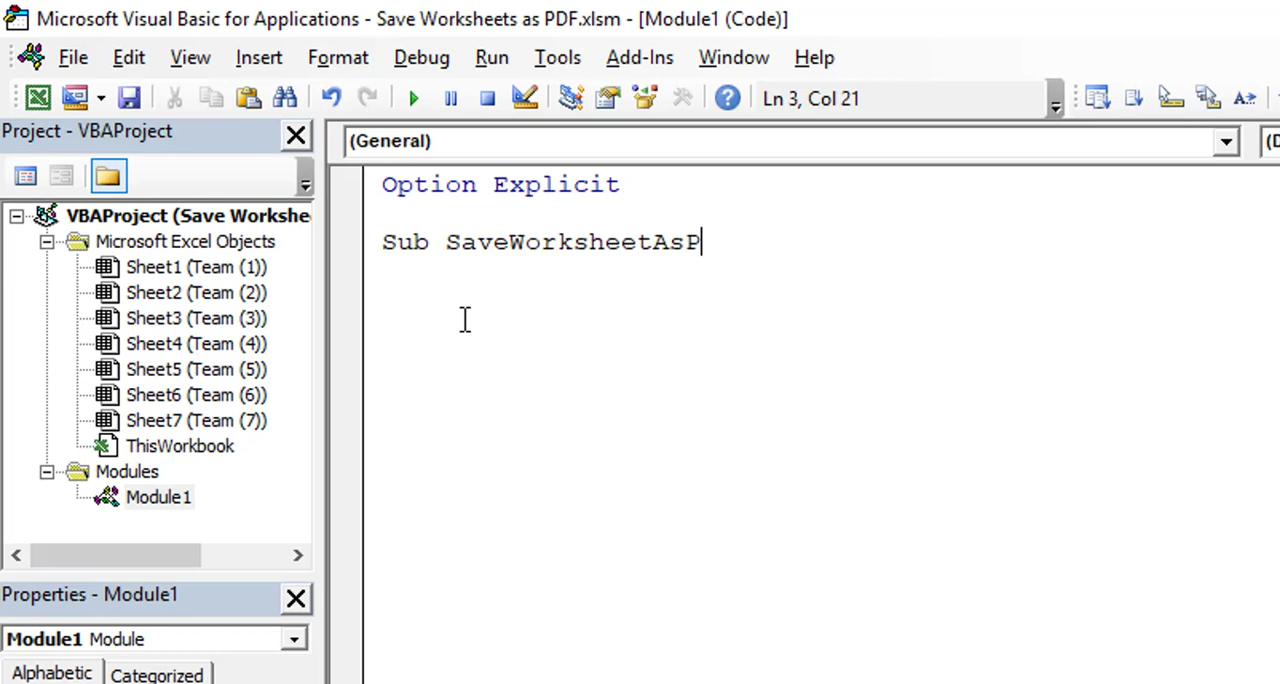 Microsoft Visual Basic for Applications - Save Worksheets as PDF.xlsm - [Module1 (Code)]
File Edit View Insert Format Debug Run Tools Add-Ins Window Help
Ln 3, Col 21
Project - VBAProject
VBAProject (Save Workshe
Microsoft Excel Objects
Sheet1 (Team (1))
Sheet2 (Team (2))
Sheet3 (Team (3))
Sheet4 (Team (4))
Sheet5 (Team (5))
Sheet6 (Team (6))
Sheet7 (Team (7))
ThisWorkbook
Modules
Module1
Properties - Module1
Module1 Module
Alphabetic Categorized
(General)
(D
Option Explicit
Sub SaveWorksheetAsP